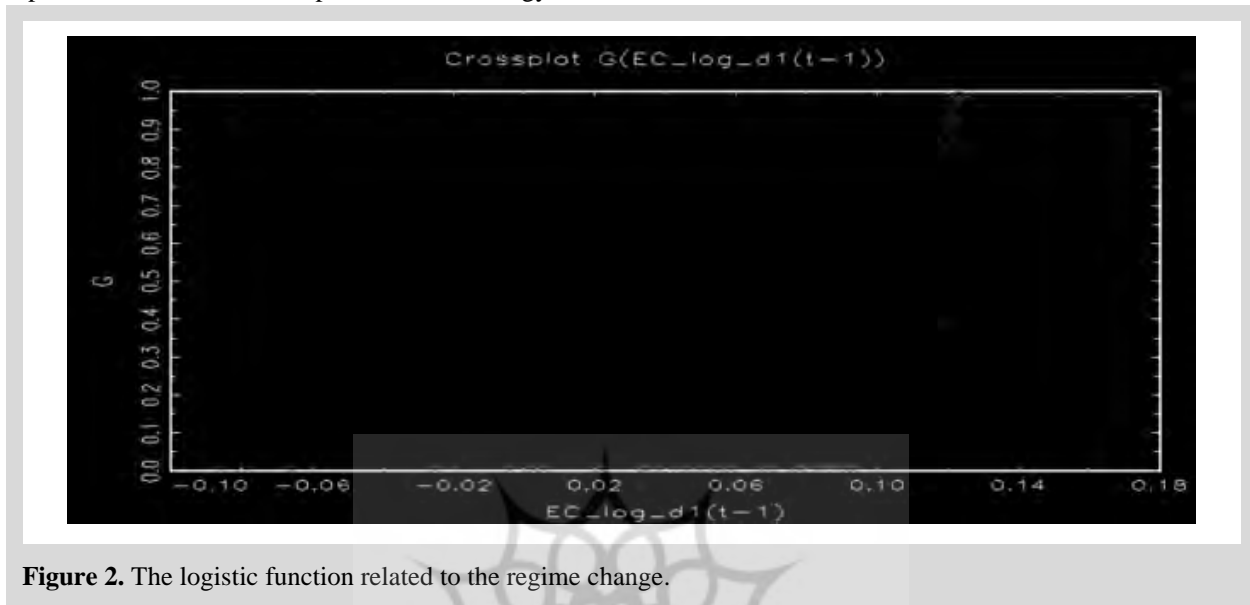 Crossplot G(EC_log_d1(t-1))
1.0
0.9
0.8
0.7
0.6
0.5
0.4
0.3
0.2
0.1
0.0
G
-0.10 -0.06 -0.02 0.02 0.06 0.10 0.14 0.18
EC_log_d1(t-1)
Figure 2. The logistic function related to the regime change.